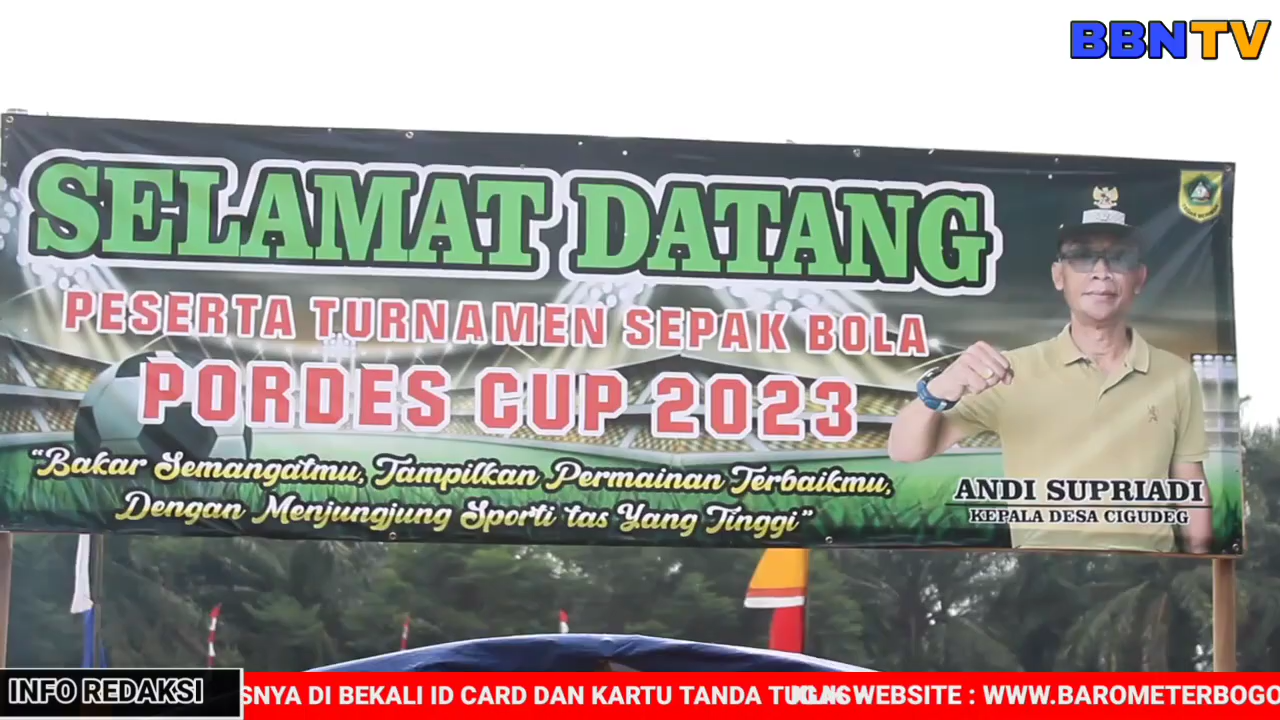 BBNTV
SELAMAT DATANG
PESERTA TURNAMEN SEPAK BOLA
PORDES CUP 2023
"Bakar Semangatmu, Tampilkan Permainan Terbaikmu,
Dengan Menjungjung Sporti tas Yang Tinggi"
ANDI SUPRIADI
KEPALA DESA CIGUDEG
INFO REDAKSI
SNYA DI BEKALI ID CARD DAN KARTU TANDA WEBSITE : WWW.BAROMETERBOGO